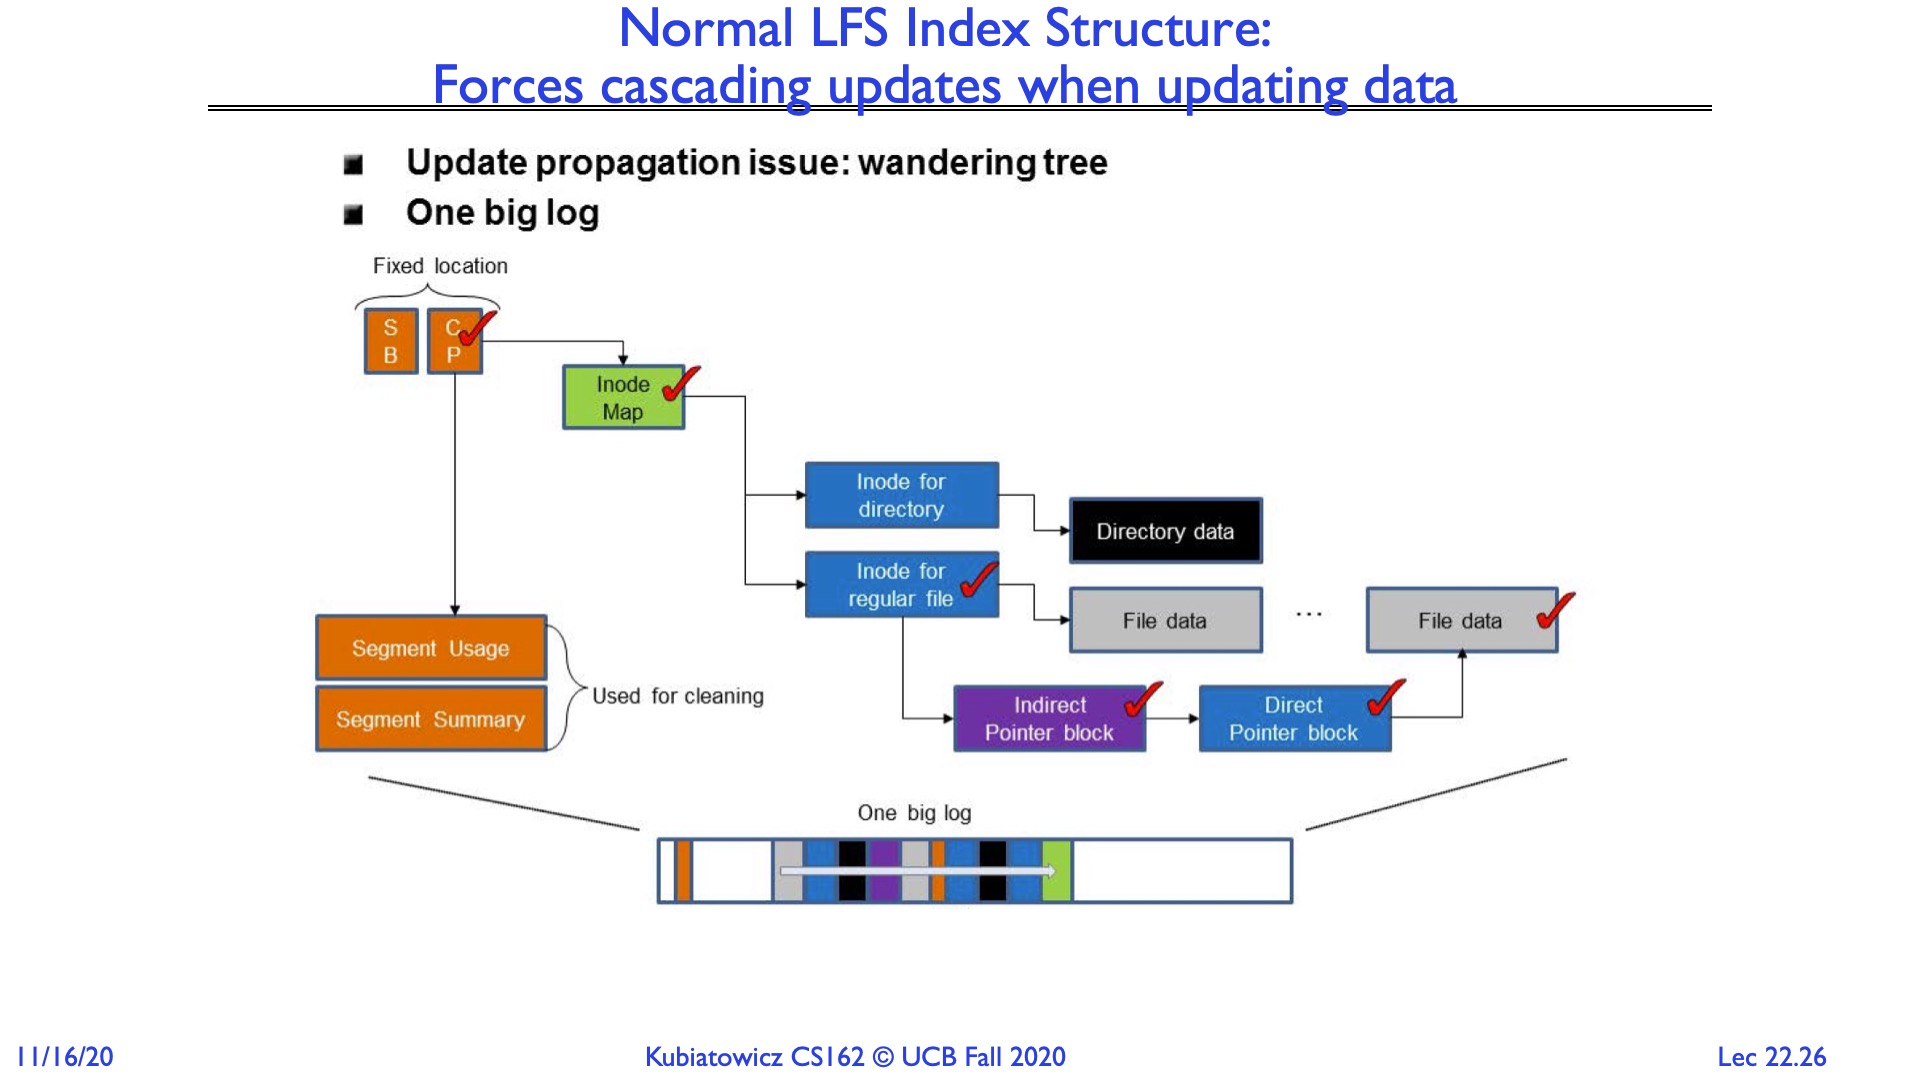 Normal LFS Index Structure:
Forces cascading updates when updating data
Update propagation issue: wandering tree
One big log
Fixed location
S
B
C
P
Inode
Map
Inode for
directory
Directory data
Inode for
regular file
File data
...
File data
Segment Usage
Segment Summary
Used for cleaning
Indirect
Pointer block
Direct
Pointer block
One big log
11/16/20
Kubiatowicz CS162 © UCB Fall 2020
Lec 22.26